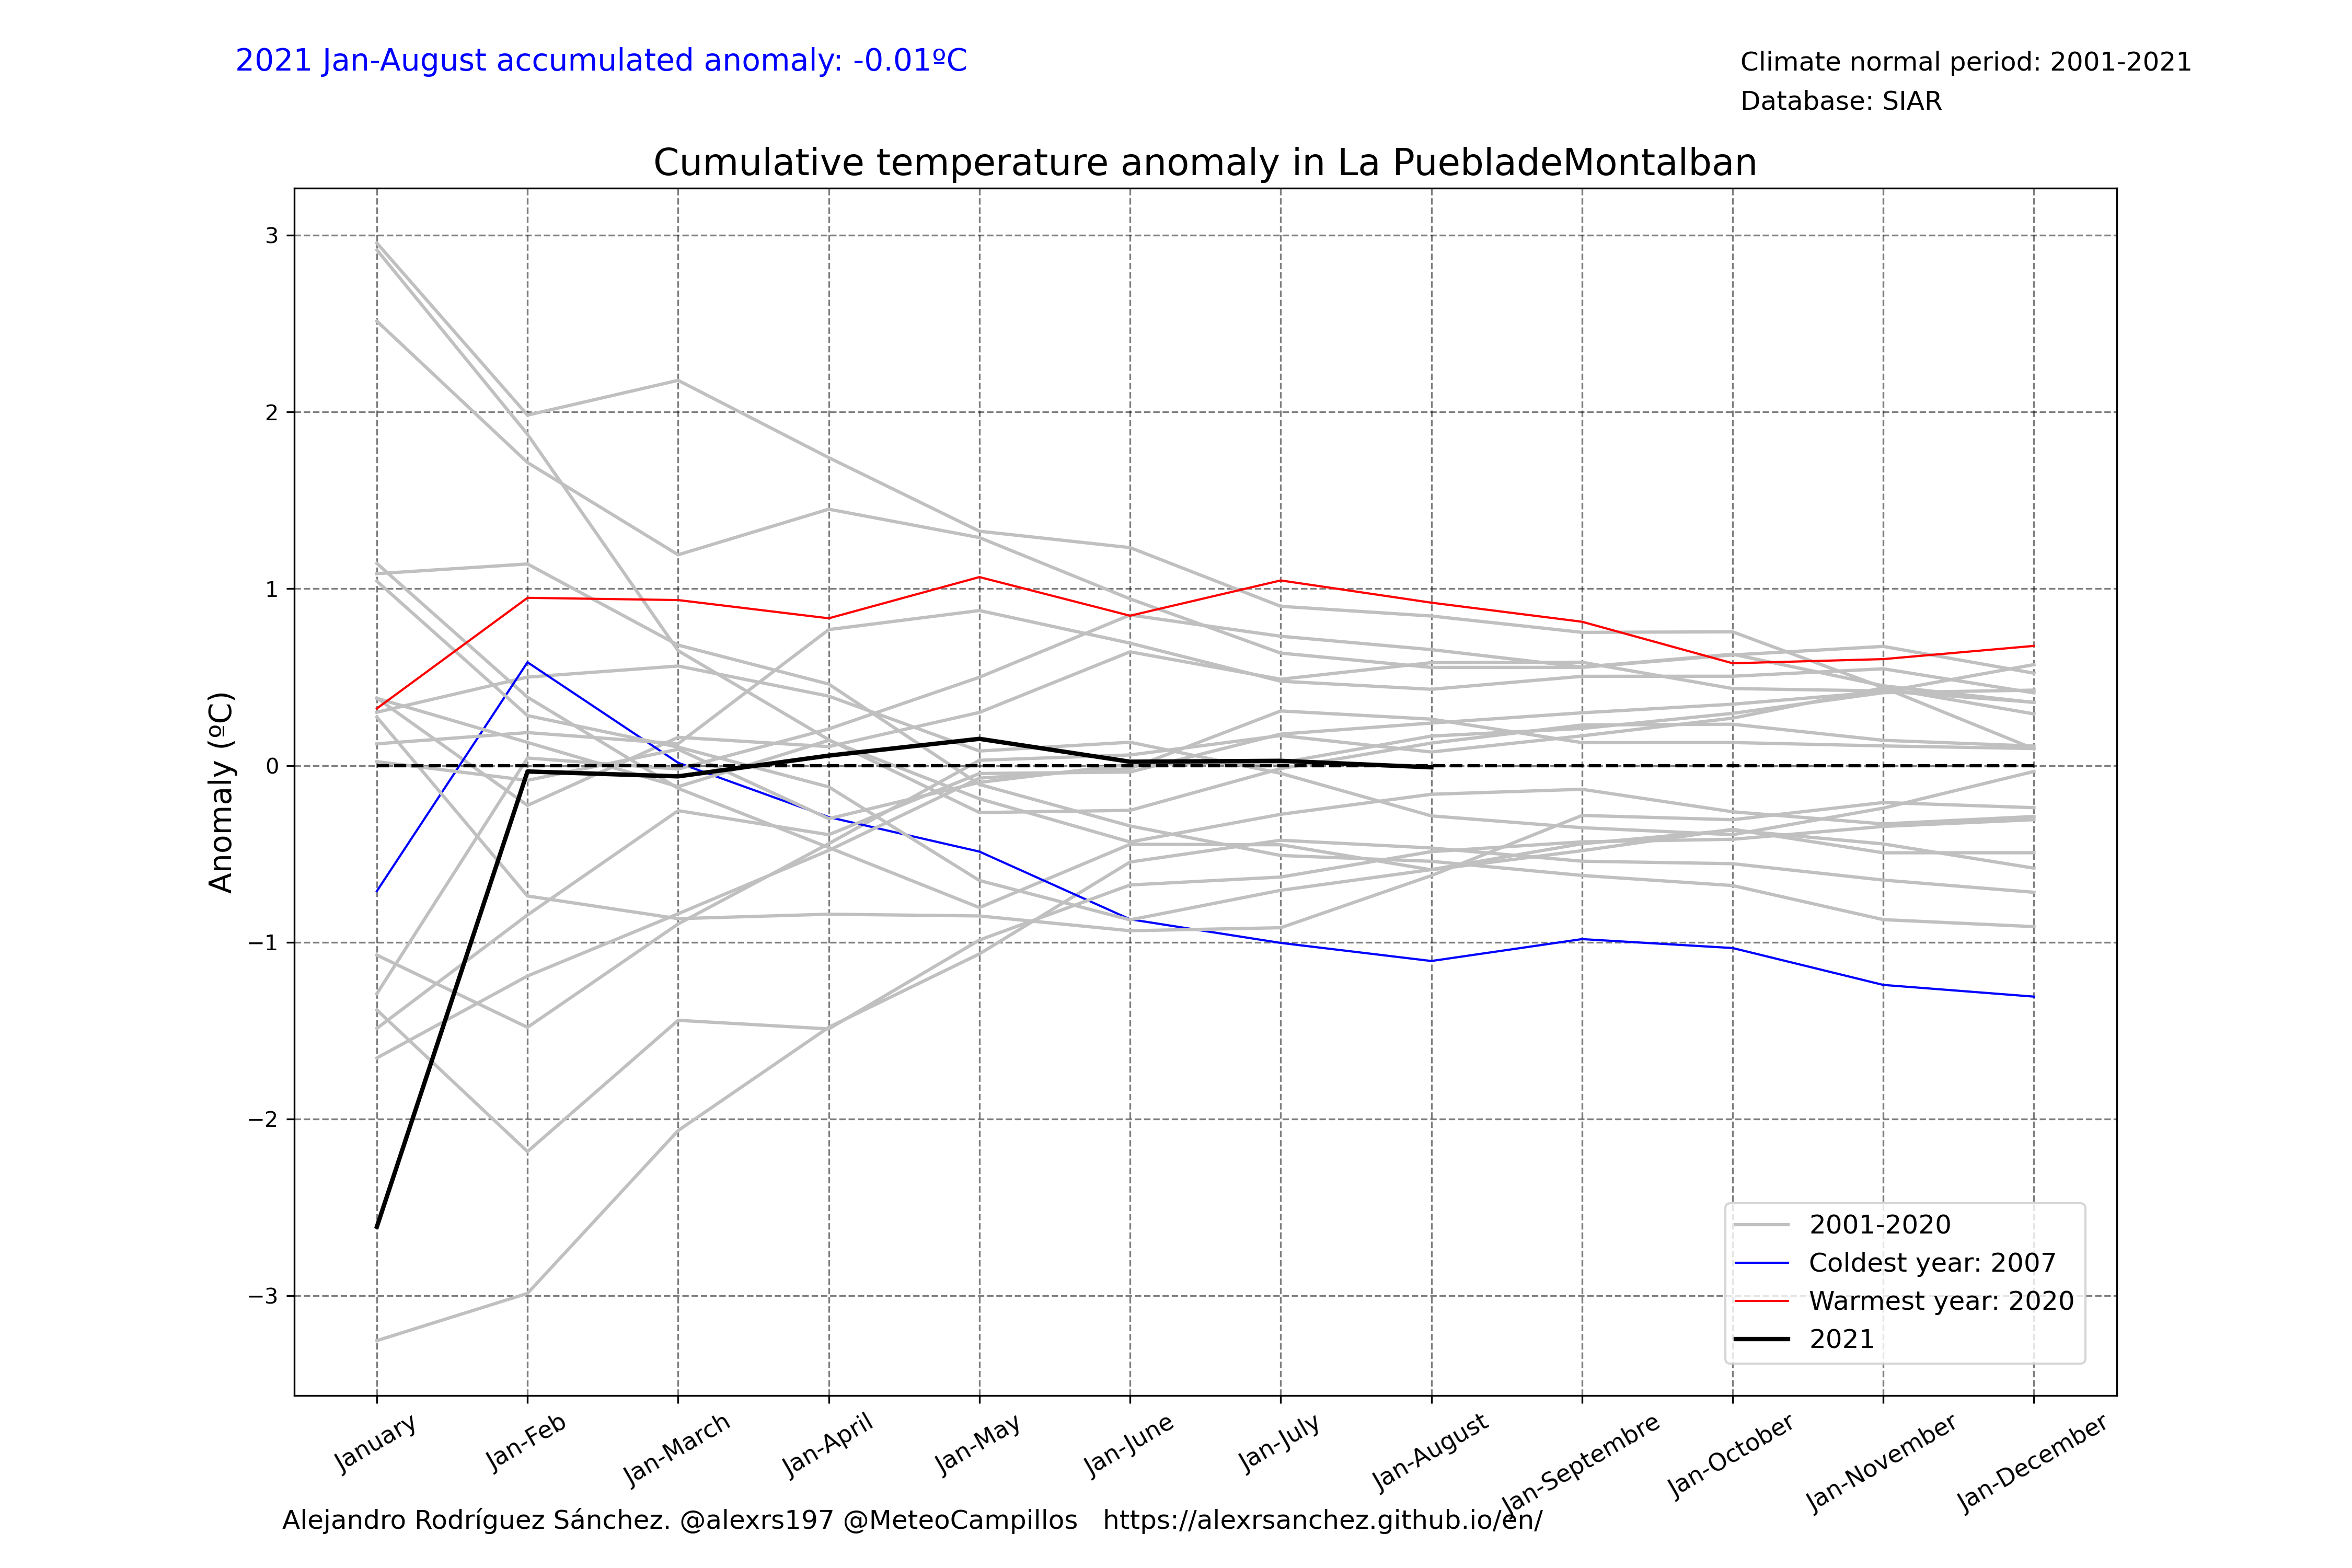 2021 Jan-August accumulated anomaly: -0.01ºC
Climate normal period: 2001-2021
Database: SIAR
Cumulative temperature anomaly in La PuebladeMontalban
Anomaly (ºC)
3
2
1
0
−1
−2
−3
2001-2020
Coldest year: 2007
Warmest year: 2020
2021
January
Jan-Feb
Jan-March
Jan-April
Jan-May
Jan-June
Jan-July
Jan-August
Jan-Septembre
Jan-October
Jan-November
Jan-December
Alejandro Rodríguez Sánchez. @alexrs197 @MeteoCampillos   https://alexrsanchez.github.io/en/